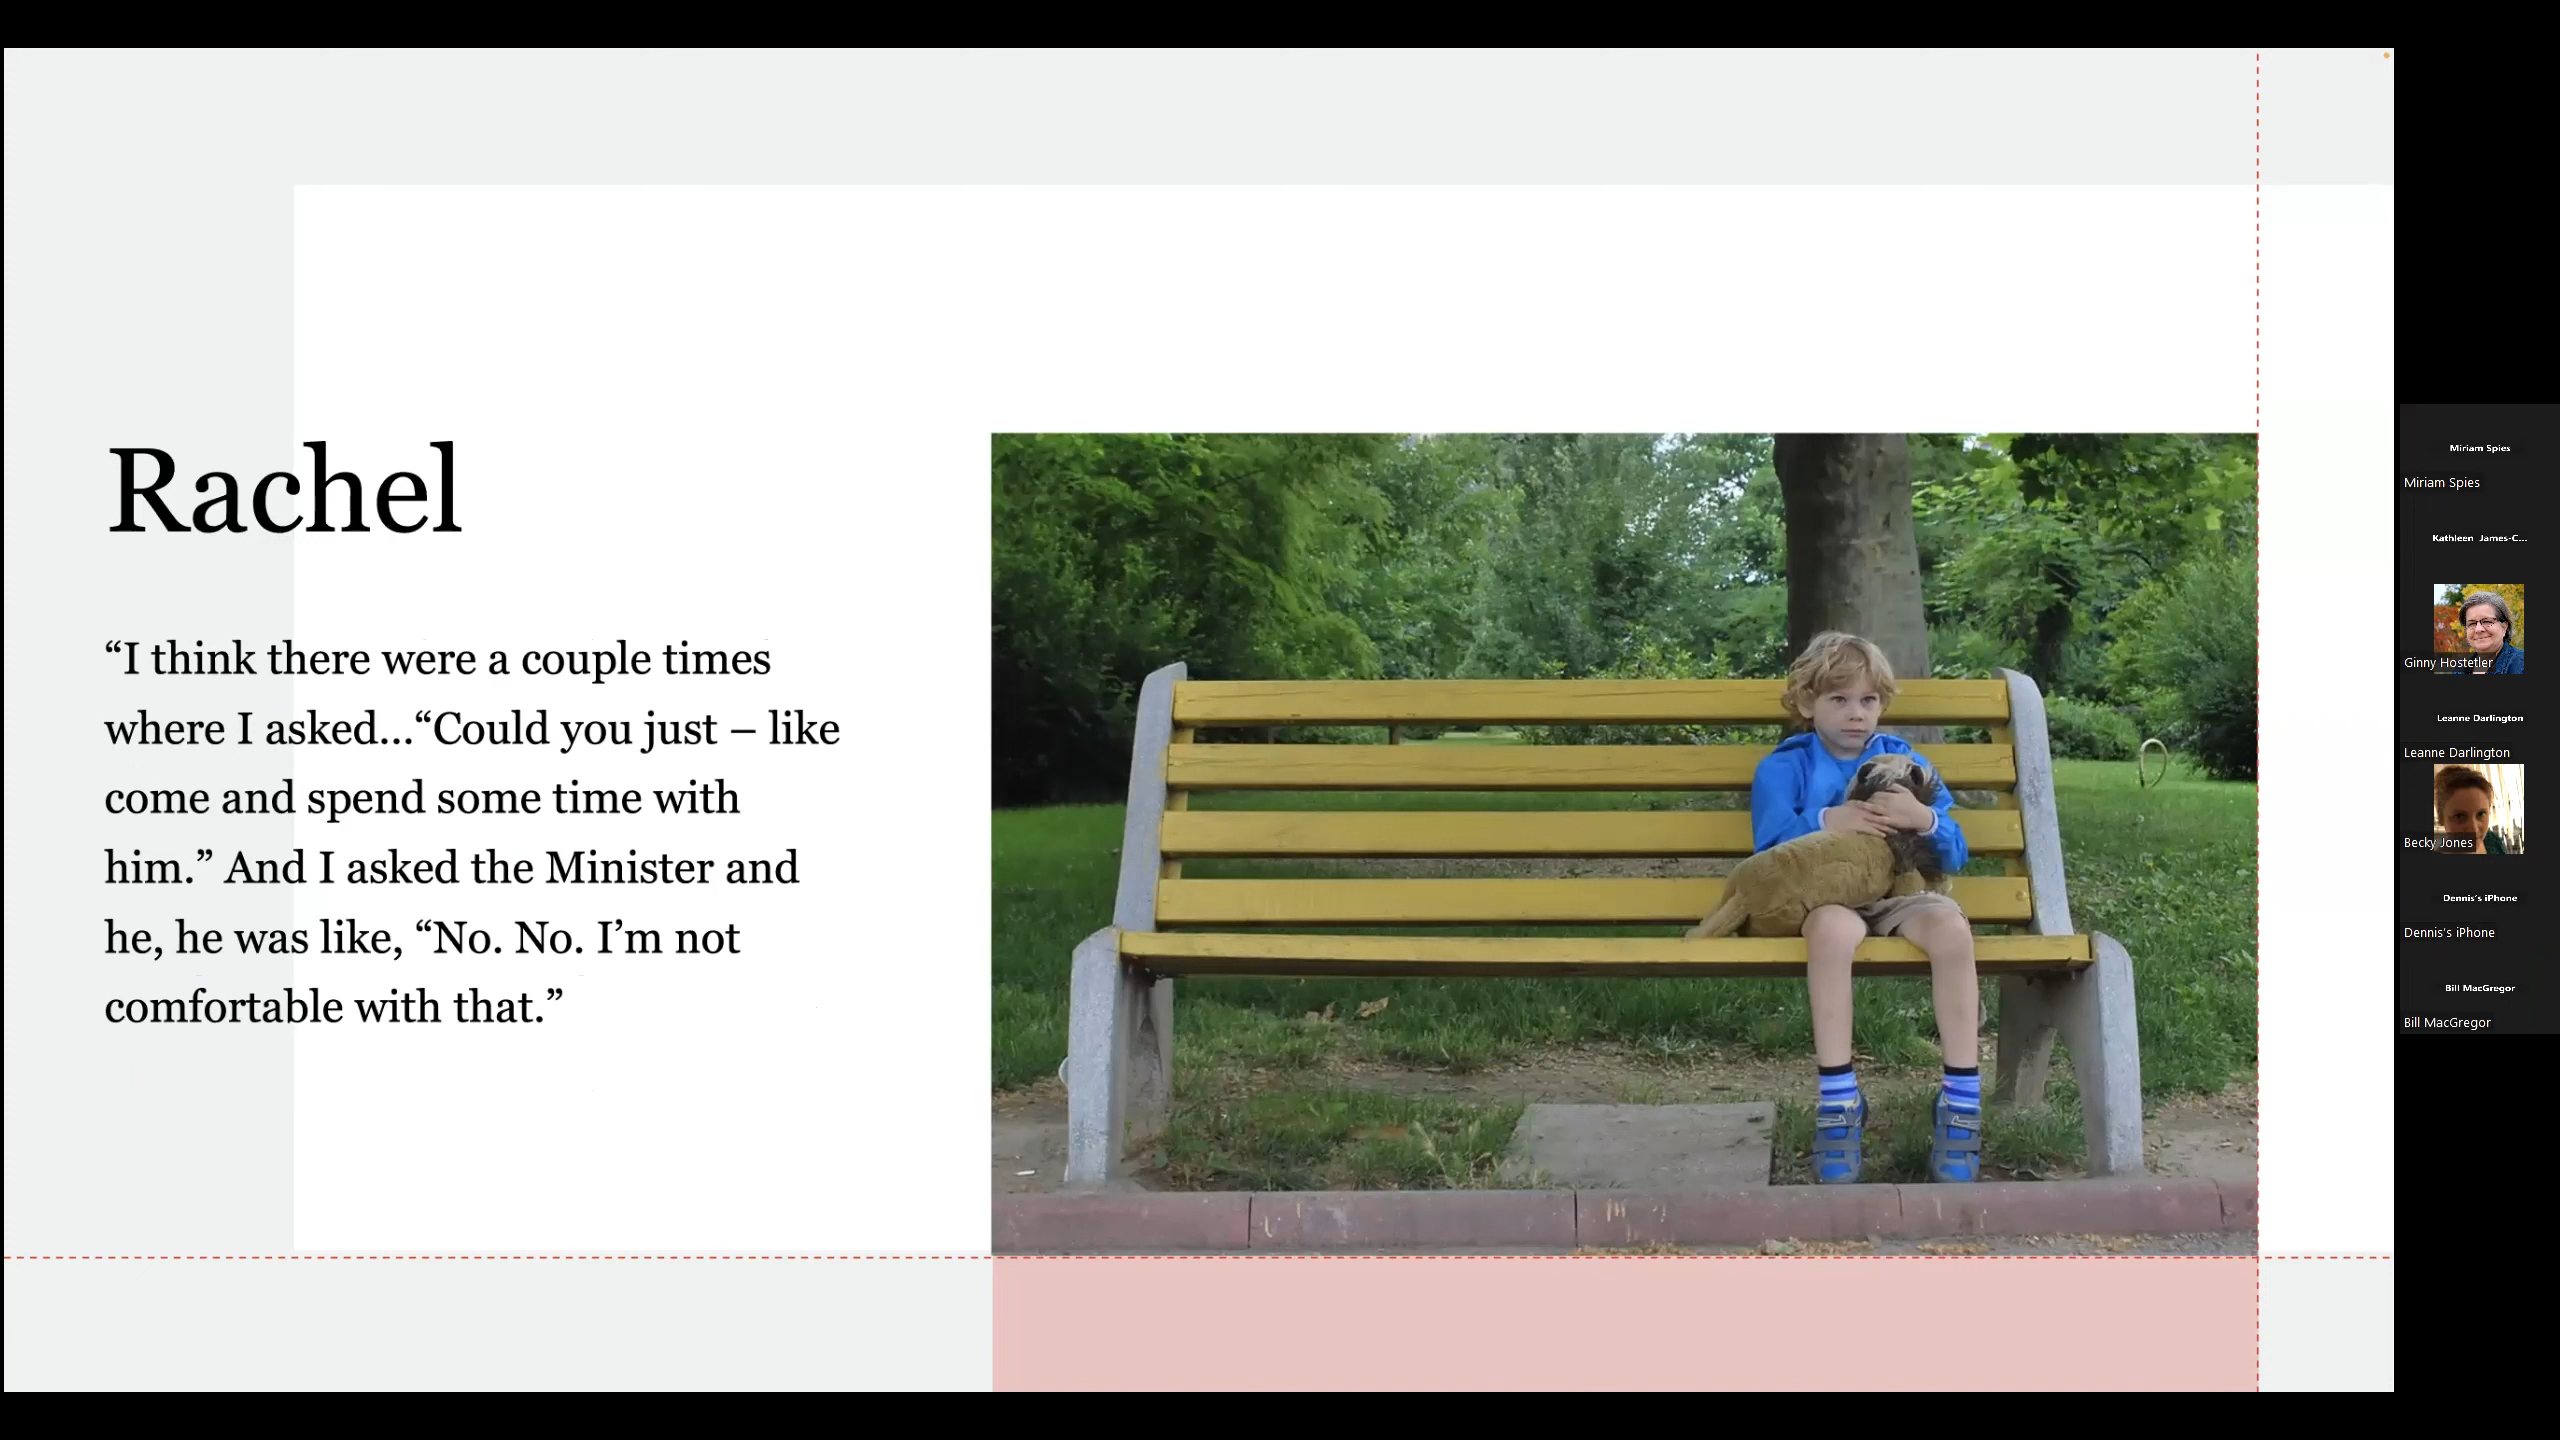 Rachel
“I think there were a couple times
where I asked...“Could you just – like
come and spend some time with
him.” And I asked the Minister and
he, he was like, “No. No. I’m not
comfortable with that.”
Miriam Spies
Miriam Spies
Kathleen James-C...
Ginny Hostetler
Leanne Darlington
Leanne Darlington
Becky Jones
Dennis's iPhone
Dennis's iPhone
Bill MacGregor
Bill MacGregor